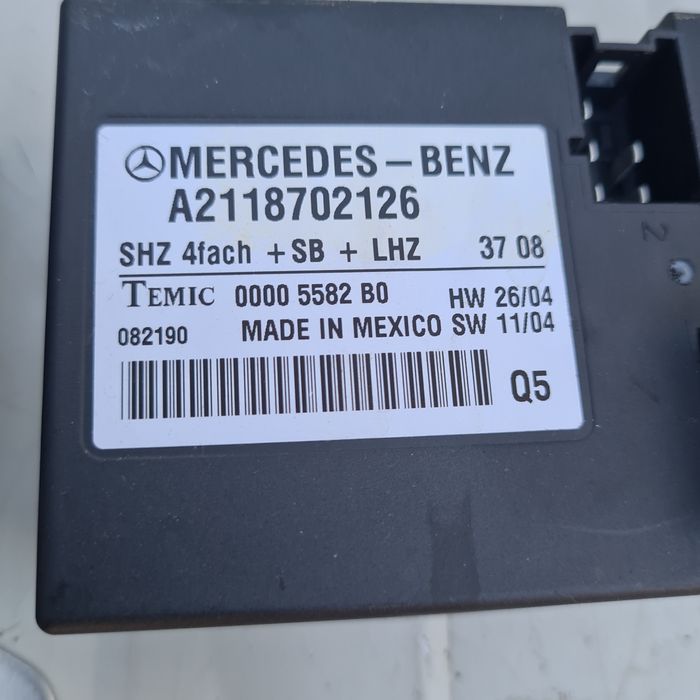 MERCEDES-BENZ
A2118702126
SHZ 4fach + SB + LHZ 37 08
TEMIC 0000 5582 B0 HW 26/04
082190 MADE IN MEXICO SW 11/04
Q5
2